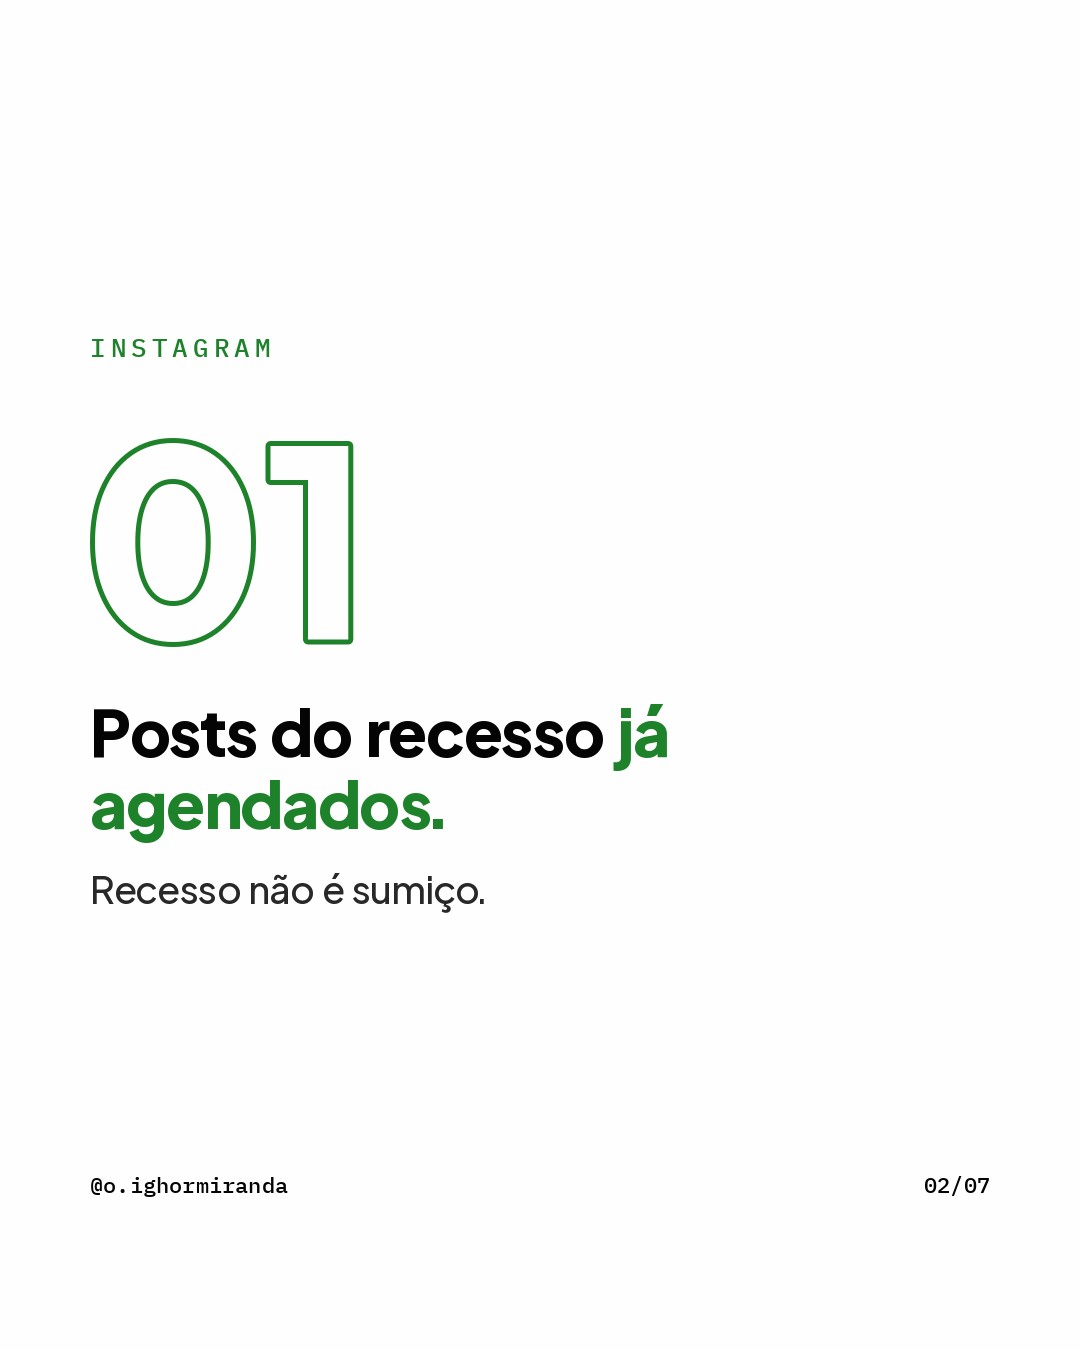 INSTAGRAM
01
Posts do recesso já
agendados.
Recesso não é sumiço.
@o.ighormiranda
02/07